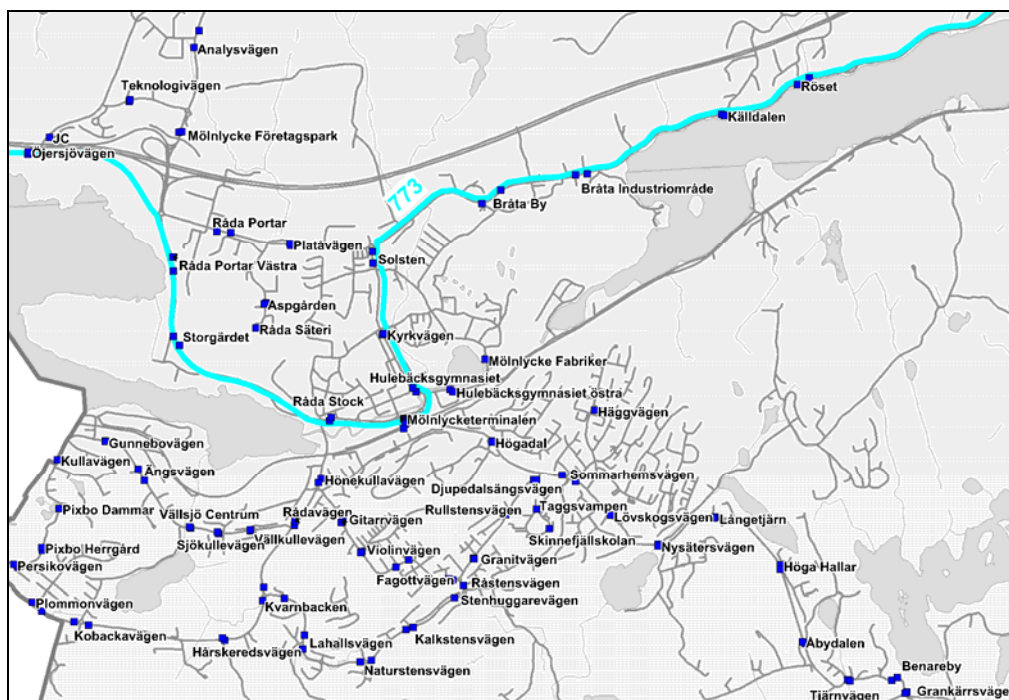 Analysvägen
Teknologivägen
Röset
Källdalen
JC
Mölnlycke Företagspark
Öjersjövägen
Bråta Industriområde
773
Bråta By
Råda Portar
Platåvägen
Solsten
Råda Portar Västra
Aspgården
Råda Säteri
Storgärdet
Kyrkvägen
Mölnlycke Fabriker
Hulebäcksgymnasiet
Hulebäcksgymnasiet östra
Råda Stock
Mölnlycketerminalen
Häggvägen
Gunnebovägen
Högadal
Kullavägen
Ängsvägen
Hönekullavägen
Sommarhemsvägen
Djupedalsängsvägen
Pixbo Dammar
Vällsjö Centrum
Rådavägen
Gitarrvägen
Rullstensvägen
Taggsvampen
Lövskogsvägen
Långetjärn
Sjökullevägen
Vällkullevägen
Skinnefjällskolan
Pixbo Herrgård
Violinvägen
Granitvägen
Nysätersvägen
Persikovägen
Fagottvägen
Råstensvägen
Höga Hallar
Plommonvägen
Kvarnbacken
Stenhuggarevägen
Kobackavägen
Hårskeredsvägen
Lahallsvägen
Kalkstensvägen
Åbydalen
Naturstensvägen
Benareby
Tjärnvägen
Grankärrsvägen